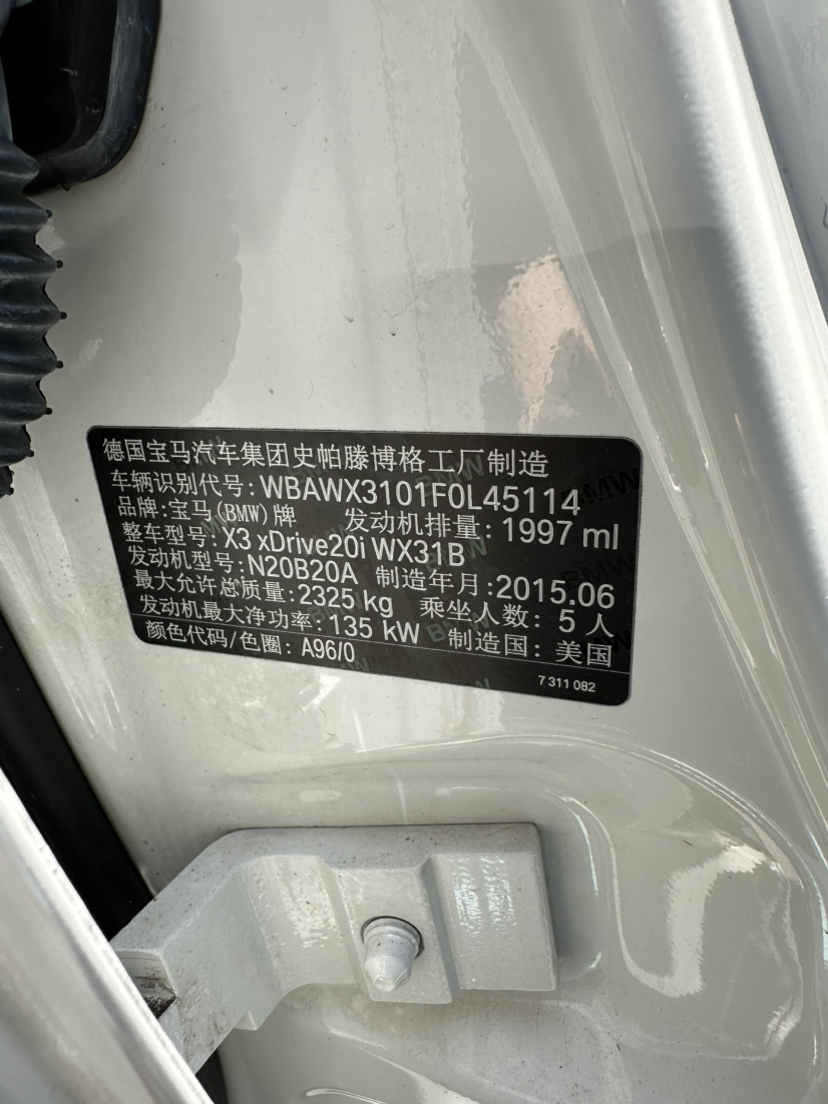 德国宝马汽车集团史帕滕博格工厂制造
车辆识别代号: WBAWX3101F0L45114
品牌: 宝马(BMW)牌 发动机排量: 1997 ml
整车型号: X3 xDrive20i WX31B
发动机型号: N20B20A 制造年月: 2015.06
最大允许总质量: 2325 kg 乘坐人数: 5 人
发动机最大净功率: 135 kW 制造国: 美国
颜色代码/色圈: A96/0
7 311 082